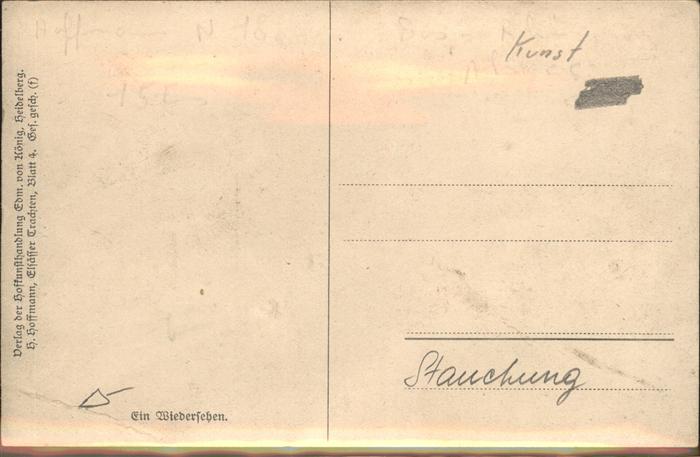 Verlag der Hofkunsthandlung Edm. von König, Heidelberg.
H. Hoffmann, Elsässer Trachten, Blatt 4. Ges. gesch. (f)
Ein Wiedersehen.
Kunst
Stauchung